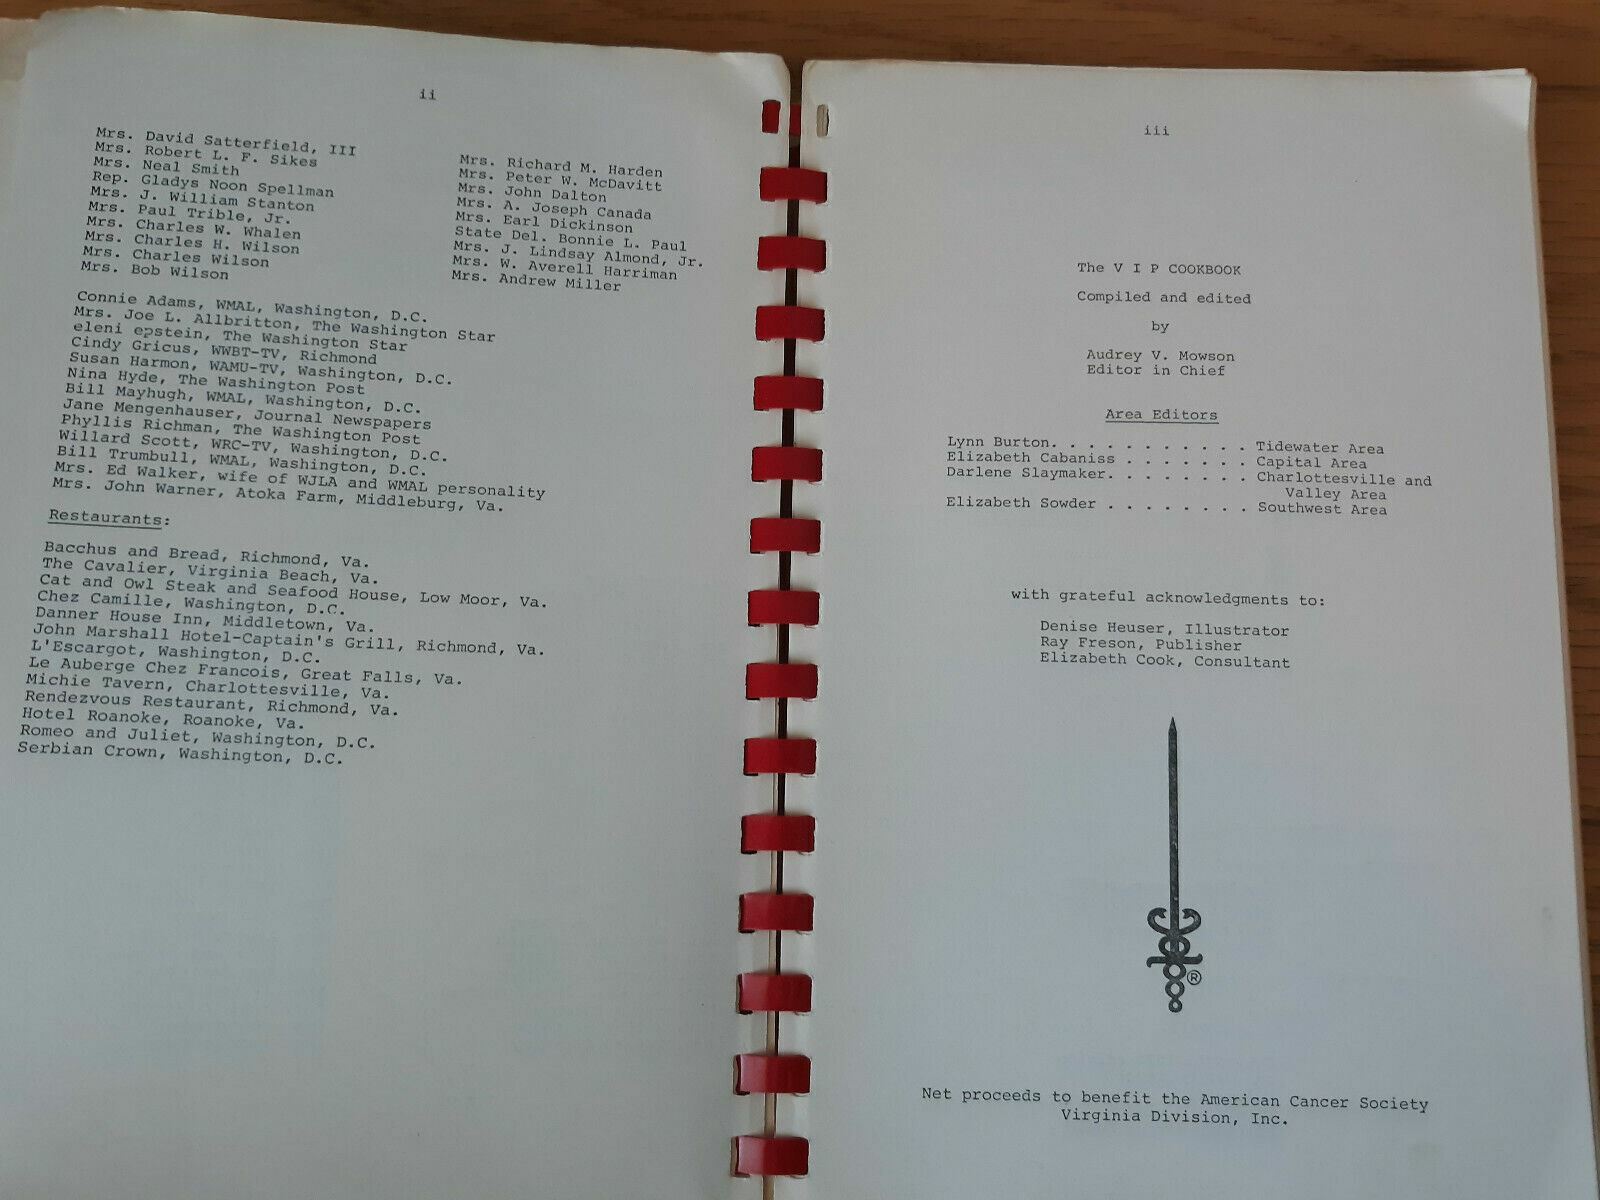 ii
Mrs. David Satterfield, III
Mrs. Robert L. F. Sikes
Mrs. Neal Smith
Rep. Gladys Noon Spellman
Mrs. J. William Stanton
Mrs. Paul Trible, Jr.
Mrs. Charles W. Whalen
Mrs. Charles H. Wilson
Mrs. Charles Wilson
Mrs. Bob Wilson
Mrs. Richard M. Harden
Mrs. Peter W. McDavitt
Mrs. John Dalton
Mrs. A. Joseph Canada
Mrs. Earl Dickinson
State Del. Bonnie L. Paul
Mrs. J. Lindsay Almond, Jr.
Mrs. W. Averell Harriman
Mrs. Andrew Miller
Connie Adams, WMAL, Washington, D.C.
Mrs. Joe L. Allbritton, The Washington Star
eleni epstein, The Washington Star
Cindy Gricus, WWBT-TV, Richmond
Susan Harmon, WAMU-TV, Washington, D.C.
Nina Hyde, The Washington Post
Bill Mayhugh, WMAL, Washington, D.C.
Jane Mengenhauser, Journal Newspapers
Phyllis Richman, The Washington Post
Willard Scott, WRC-TV, Washington, D.C.
Bill Trumbull, WMAL, Washington, D.C.
Mrs. Ed Walker, wife of WJLA and WMAL personality
Mrs. John Warner, Atoka Farm, Middleburg, Va.
Restaurants:
Bacchus and Bread, Richmond, Va.
The Cavalier, Virginia Beach, Va.
Cat and Owl Steak and Seafood House, Low Moor, Va.
Chez Camille, Washington, D.C.
Danner House Inn, Middletown, Va.
John Marshall Hotel-Captain's Grill, Richmond, Va.
L'Escargot, Washington, D.C.
Le Auberge Chez Francois, Great Falls, Va.
Michie Tavern, Charlottesville, Va.
Rendezvous Restaurant, Richmond, Va.
Hotel Roanoke, Roanoke, Va.
Romeo and Juliet, Washington, D.C.
Serbian Crown, Washington, D.C.
iii
The V I P COOKBOOK
Compiled and edited
by
Audrey V. Mowson
Editor in Chief
Area Editors
Lynn Burton. . . . . . . . . . . . Tidewater Area
Elizabeth Cabaniss . . . . . . . Capital Area
Darlene Slaymaker. . . . . . . . Charlottesville and
Valley Area
Elizabeth Sowder . . . . . . . . Southwest Area
with grateful acknowledgments to:
Denise Heuser, Illustrator
Ray Freson, Publisher
Elizabeth Cook, Consultant
®
Net proceeds to benefit the American Cancer Society
Virginia Division, Inc.